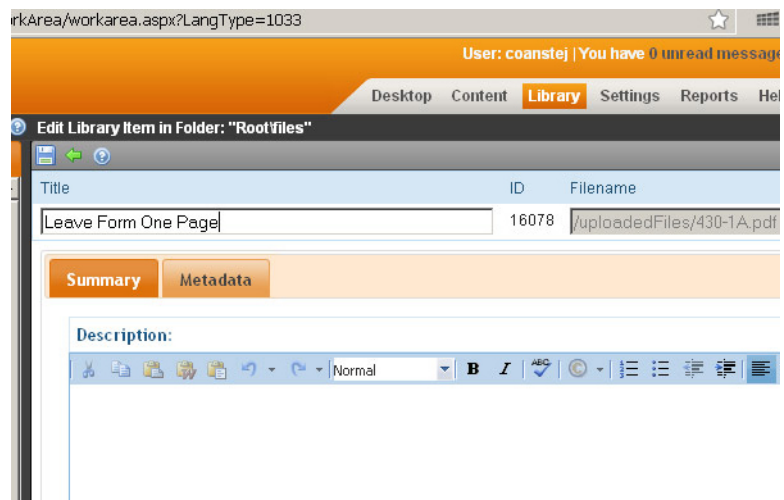 rkArea/workarea.aspx?LangType=1033
User: coanstej | You have 0 unread message
Desktop Content Library Settings Reports Hel
Edit Library Item in Folder: "Root\files"
Title ID Filename
Leave Form One Page 16078 /uploadedFiles/430-1A.pdf
Summary Metadata
Description:
Normal B I ABC